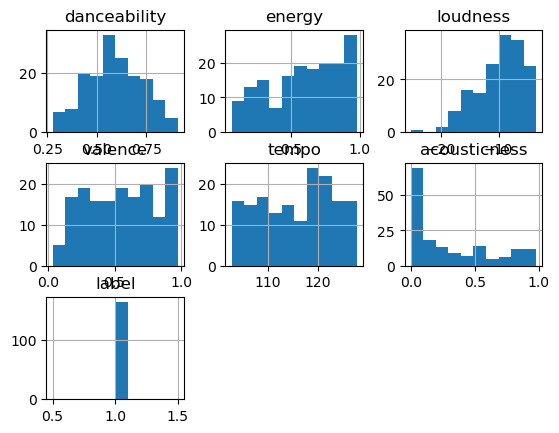 danceability energy loudness
20 20 10 0
20 10 0
20 0
0.25 0.50 0.75
0.5 1.0
−20 −10
valence tempo acousticness
20 10 0
20 10 0
50 25 0
0.0 0.5 1.0
110 120
0.0 0.5 1.0
label
100
0
0.5 1.0 1.5